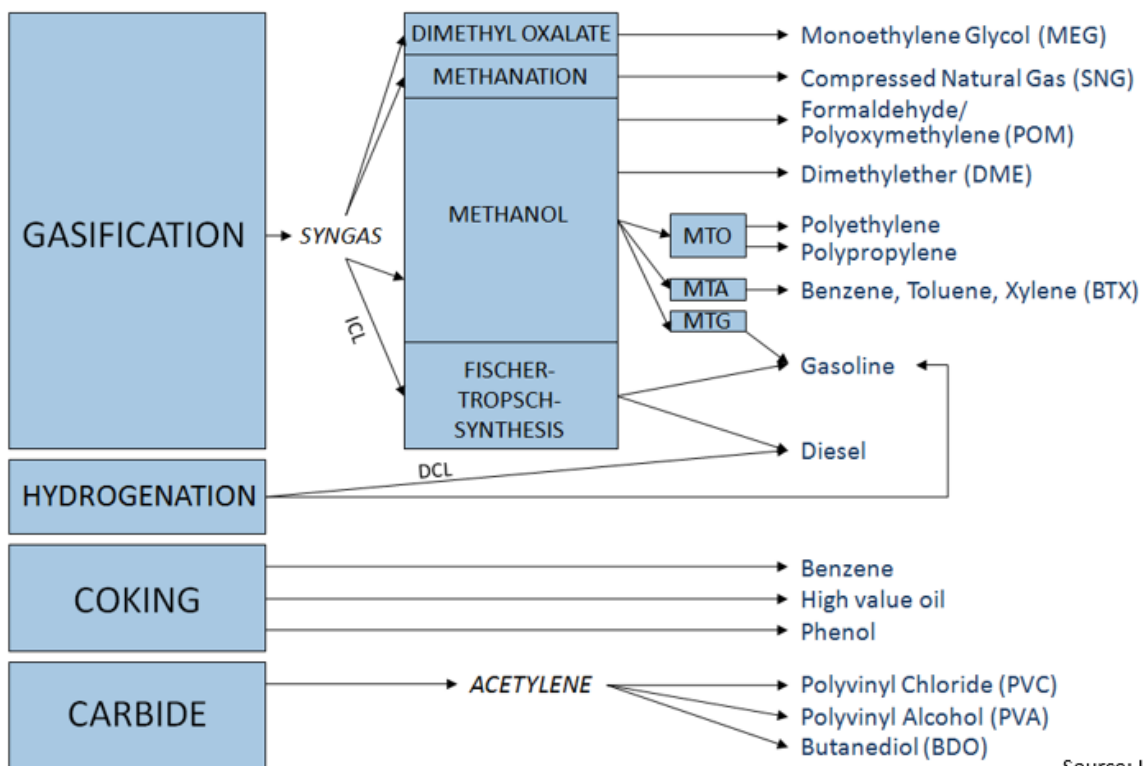 GASIFICATION
SYNGAS
ICL
DIMETHYL OXALATE
METHANATION
METHANOL
FISCHER-
TROPSCH-
SYNTHESIS
MTO
MTA
MTG
Monoethylene Glycol (MEG)
Compressed Natural Gas (SNG)
Formaldehyde/
Polyoxymethylene (POM)
Dimethylether (DME)
Polyethylene
Polypropylene
Benzene, Toluene, Xylene (BTX)
Gasoline
Diesel
HYDROGENATION
DCL
COKING
Benzene
High value oil
Phenol
CARBIDE
ACETYLENE
Polyvinyl Chloride (PVC)
Polyvinyl Alcohol (PVA)
Butanediol (BDO)
Source: